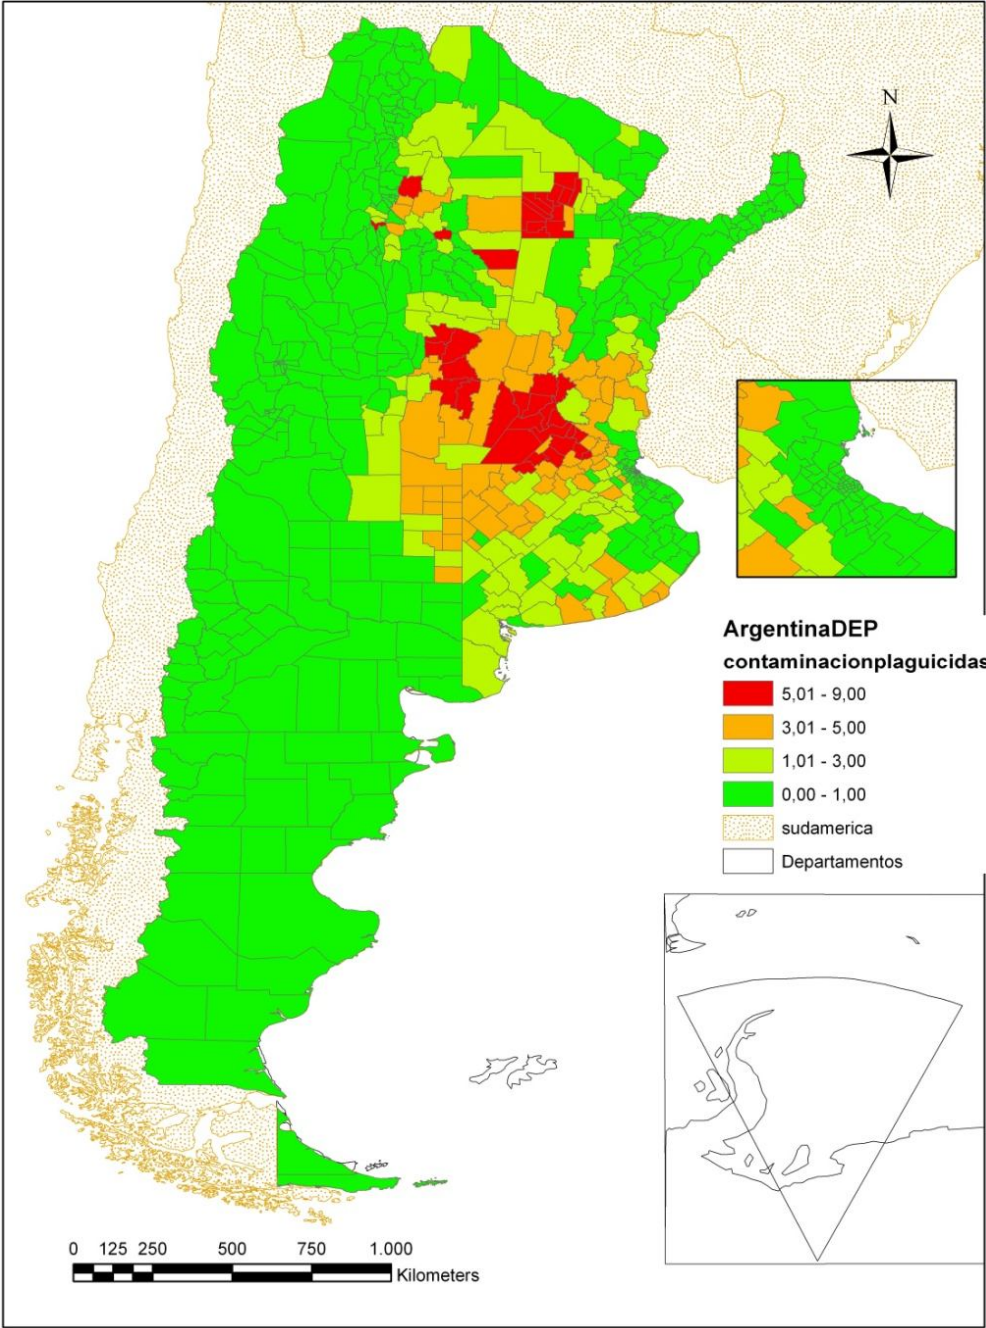 N
ArgentinaDEP
contaminacionplaguicidas
5,01 - 9,00
3,01 - 5,00
1,01 - 3,00
0,00 - 1,00
sudamerica
Departamentos
0 125 250 500 750 1.000
Kilometers